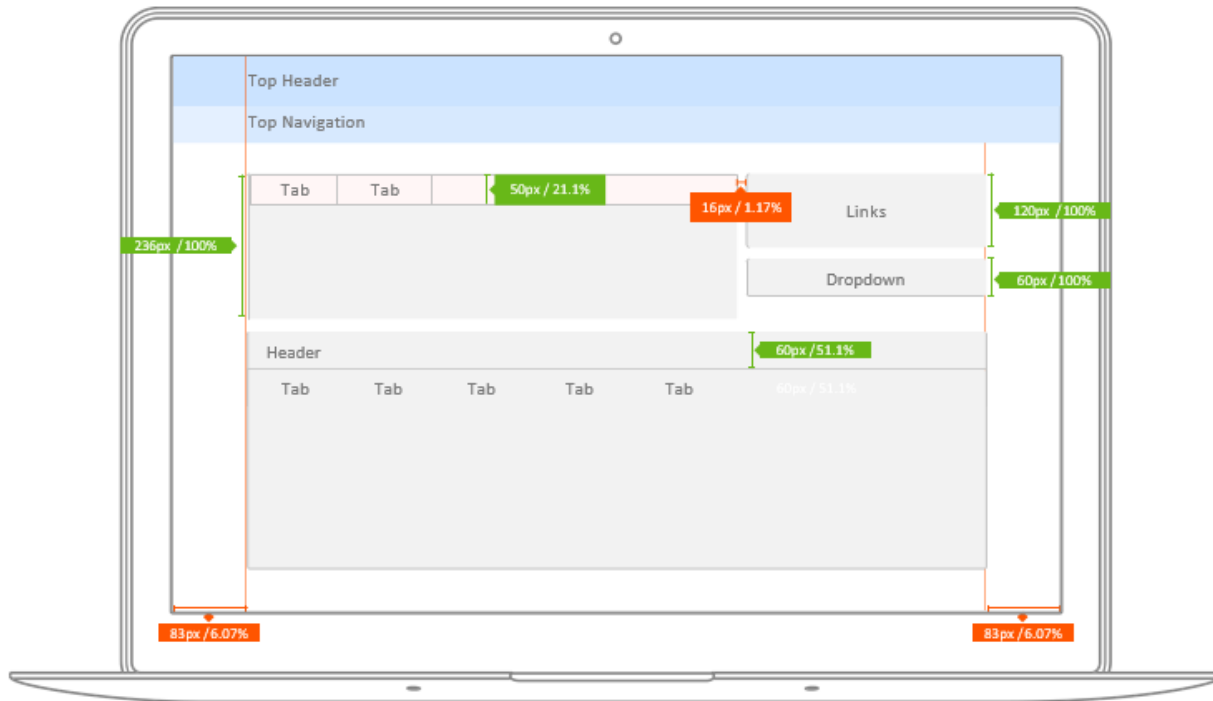 Top Header
Top Navigation
Tab Tab 50px / 21.1%
16px / 1.17%
Links
120px / 100%
236px / 100%
Dropdown
60px / 100%
Header
60px /51.1%
Tab Tab Tab Tab Tab 60px / 51.1%
83px /6.07%
83px /6.07%